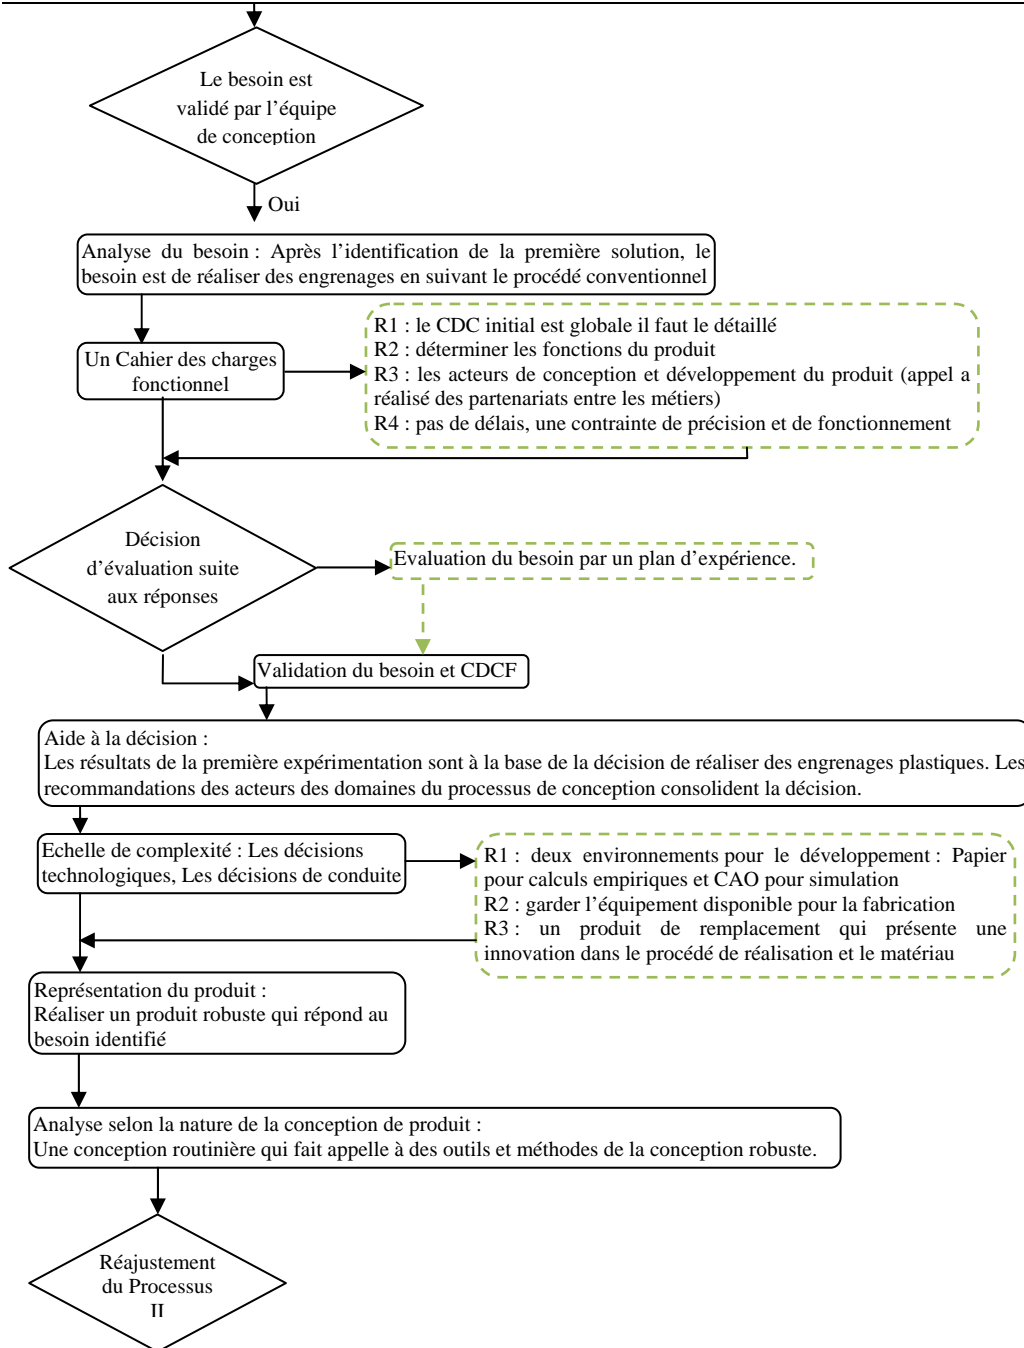 Le besoin est
validé par l'équipe
de conception
Oui
Analyse du besoin : Après l'identification de la première solution, le
besoin est de réaliser des engrenages en suivant le procédé conventionnel
Un Cahier des charges
fonctionnel
R1 : le CDC initial est globale il faut le détaillé
R2 : déterminer les fonctions du produit
R3 : les acteurs de conception et développement du produit (appel a
réalisé des partenariats entre les métiers)
R4 : pas de délais, une contrainte de précision et de fonctionnement
Décision
d'évaluation suite
aux réponses
Evaluation du besoin par un plan d'expérience.
Validation du besoin et CDCF
Aide à la décision :
Les résultats de la première expérimentation sont à la base de la décision de réaliser des engrenages plastiques. Les
recommandations des acteurs des domaines du processus de conception consolident la décision.
Echelle de complexité : Les décisions
technologiques, Les décisions de conduite
R1 : deux environnements pour le développement : Papier
pour calculs empiriques et CAO pour simulation
R2 : garder l'équipement disponible pour la fabrication
R3 : un produit de remplacement qui présente une
innovation dans le procédé de réalisation et le matériau
Représentation du produit :
Réaliser un produit robuste qui répond au
besoin identifié
Analyse selon la nature de la conception de produit :
Une conception routinière qui fait appelle à des outils et méthodes de la conception robuste.
Réajustement
du Processus
II